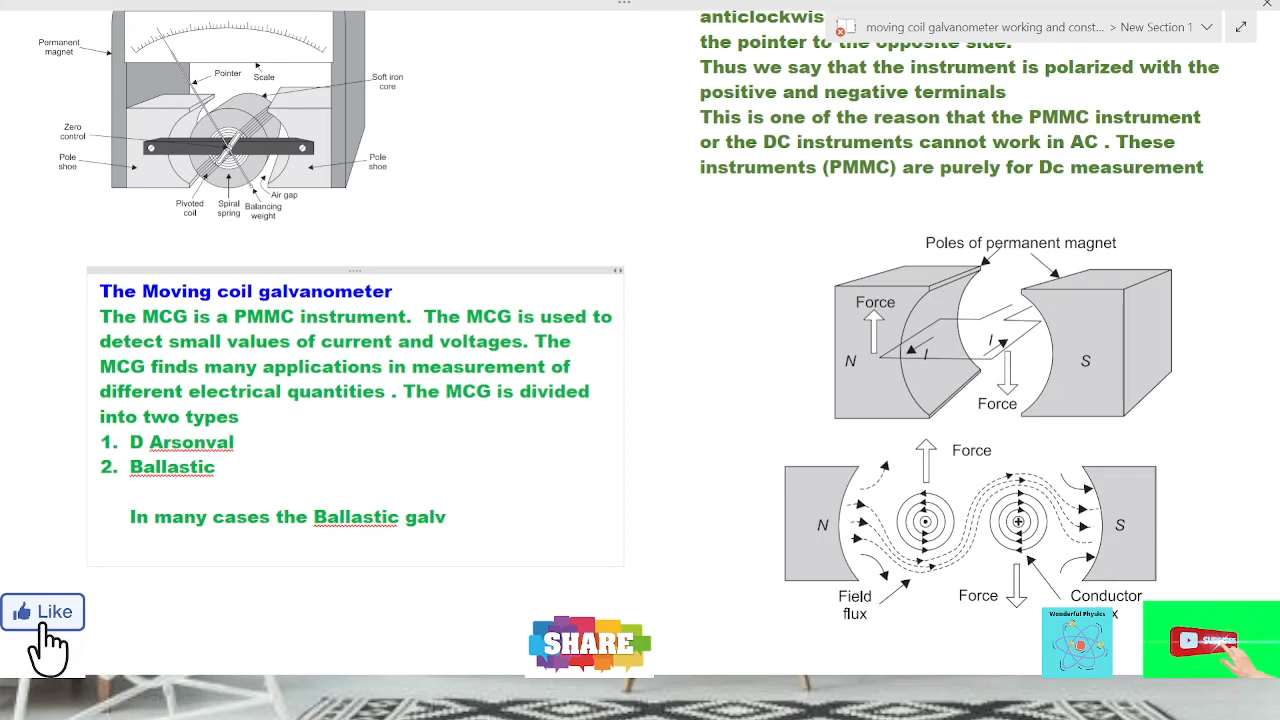 Permanent
magnet
Pointer
Scale
Soft iron
core
Zero
control
Pole
shoe
Pole
shoe
Air gap
Pivoted
coil
Spiral
spring
Balancing
weight
The Moving coil galvanometer
The MCG is a PMMC instrument. The MCG is used to
detect small values of current and voltages. The
MCG finds many applications in measurement of
different electrical quantities . The MCG is divided
into two types
1. D Arsonval
2. Ballastic
In many cases the Ballastic galv
Like
SHARE
moving coil galvanometer working and const... > New Section 1
anticlockwis
the pointer to the opposite side.
Thus we say that the instrument is polarized with the
positive and negative terminals
This is one of the reason that the PMMC instrument
or the DC instruments cannot work in AC . These
instruments (PMMC) are purely for Dc measurement
Poles of permanent magnet
Force
I
I
N
S
Force
Force
N
S
Field
flux
Force
Conductor
x
Wonderful Physics
SUBSCRIBE